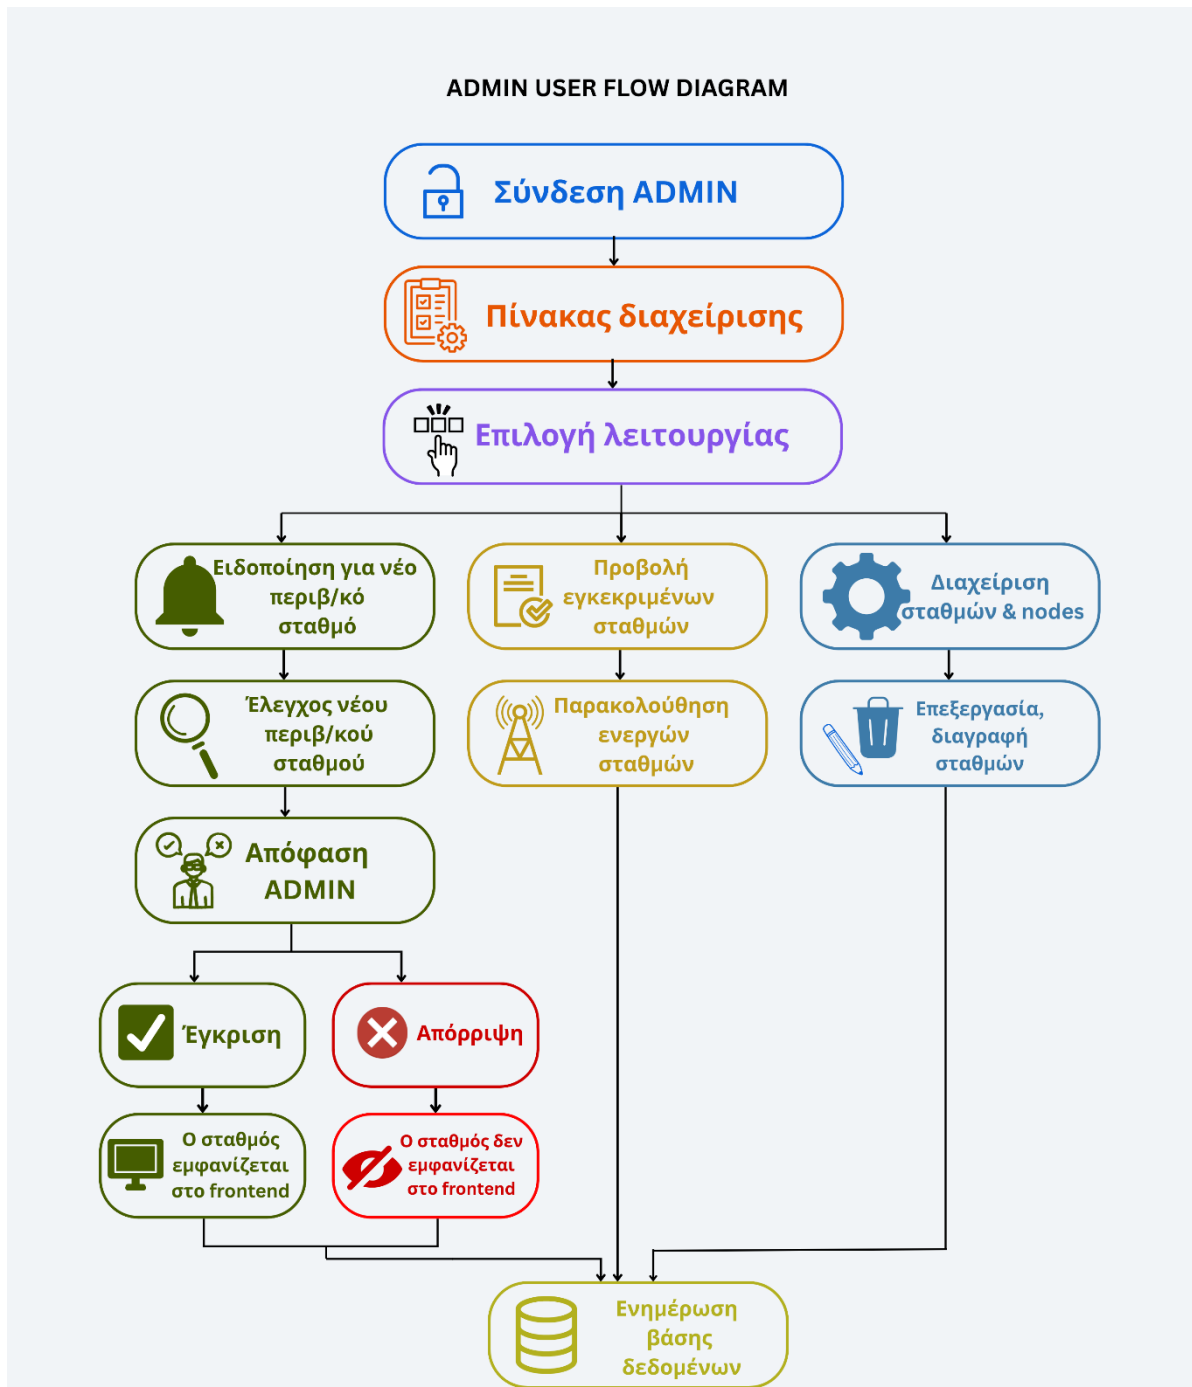 ADMIN USER FLOW DIAGRAM
Σύνδεση ADMIN
Πίνακας διαχείρισης
Επιλογή λειτουργίας
Ειδοποίηση για νέο
περιβ/κό
σταθμό
Προβολή
εγκεκριμένων
σταθμών
Διαχείριση
σταθμών & nodes
Έλεγχος νέου
περιβ/κού
σταθμού
Παρακολούθηση
ενεργών
σταθμών
Επεξεργασία,
διαγραφή
σταθμών
Απόφαση
ADMIN
Έγκριση
Απόρριψη
Ο σταθμός
εμφανίζεται
στο frontend
Ο σταθμός δεν
εμφανίζεται
στο frontend
Ενημέρωση
βάσης
δεδομένων